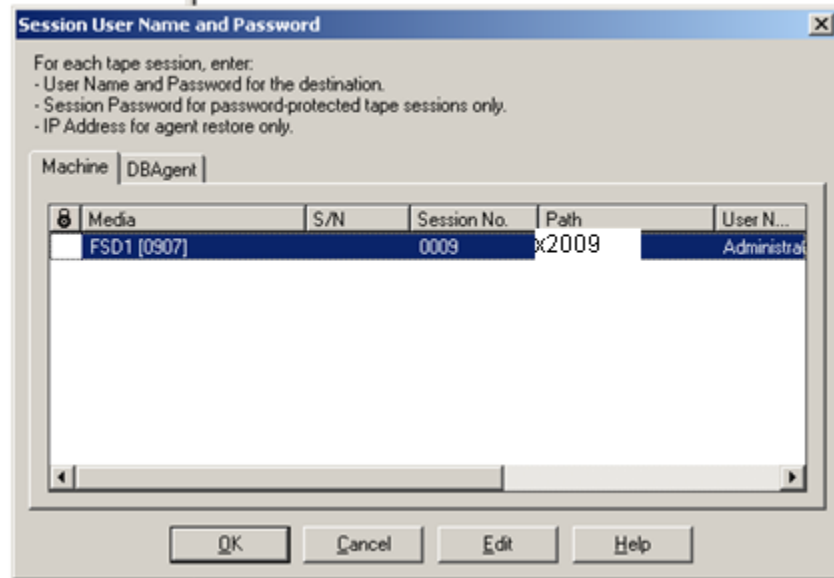 Session User Name and Password
For each tape session, enter:
- User Name and Password for the destination.
- Session Password for password-protected tape sessions only.
- IP Address for agent restore only.
Machine DBAgent
Media S/N Session No. Path User N...
FSD1 [0907] 0009 x2009 Administra
OK Cancel Edit Help